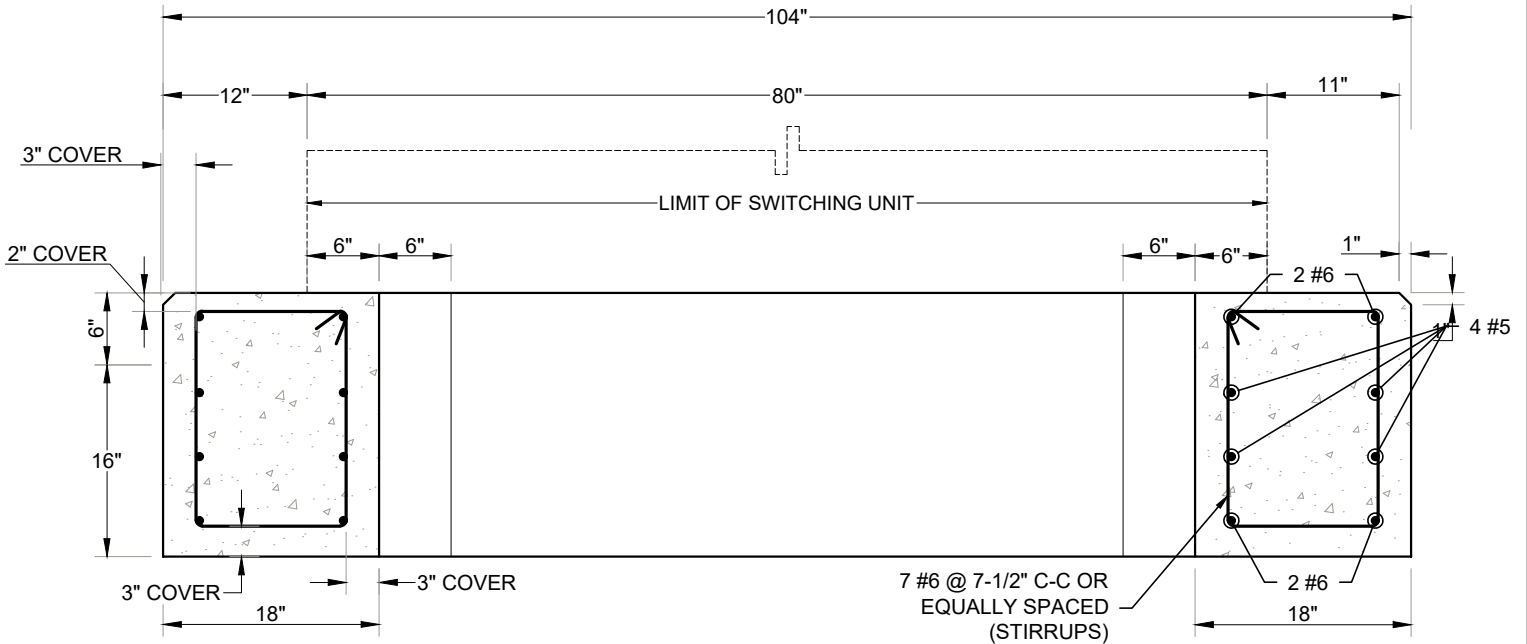 104"
12"
80"
11"
3" COVER
LIMIT OF SWITCHING UNIT
2" COVER
6"
6"
6"
6"
1"
2 #6
6"
1"
4 #5
16"
3" COVER
3" COVER
7 #6 @ 7-1/2" C-C OR
EQUALLY SPACED
(STIRRUPS)
2 #6
18"
18"